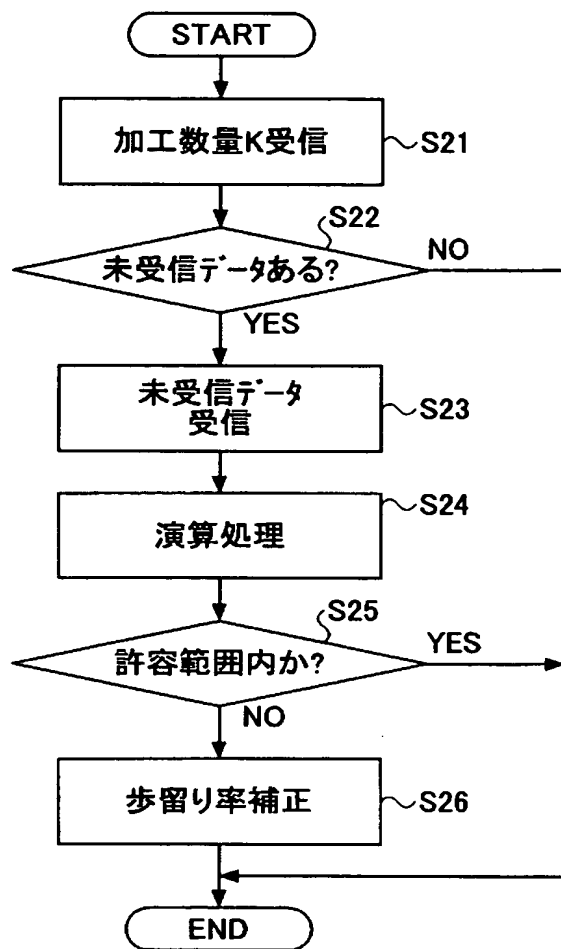 START
加工数量K受信
S21
S22
未受信データある?
NO
YES
未受信データ
受信
S23
S24
演算処理
S25
許容範囲内か?
YES
NO
歩留り率補正
S26
END